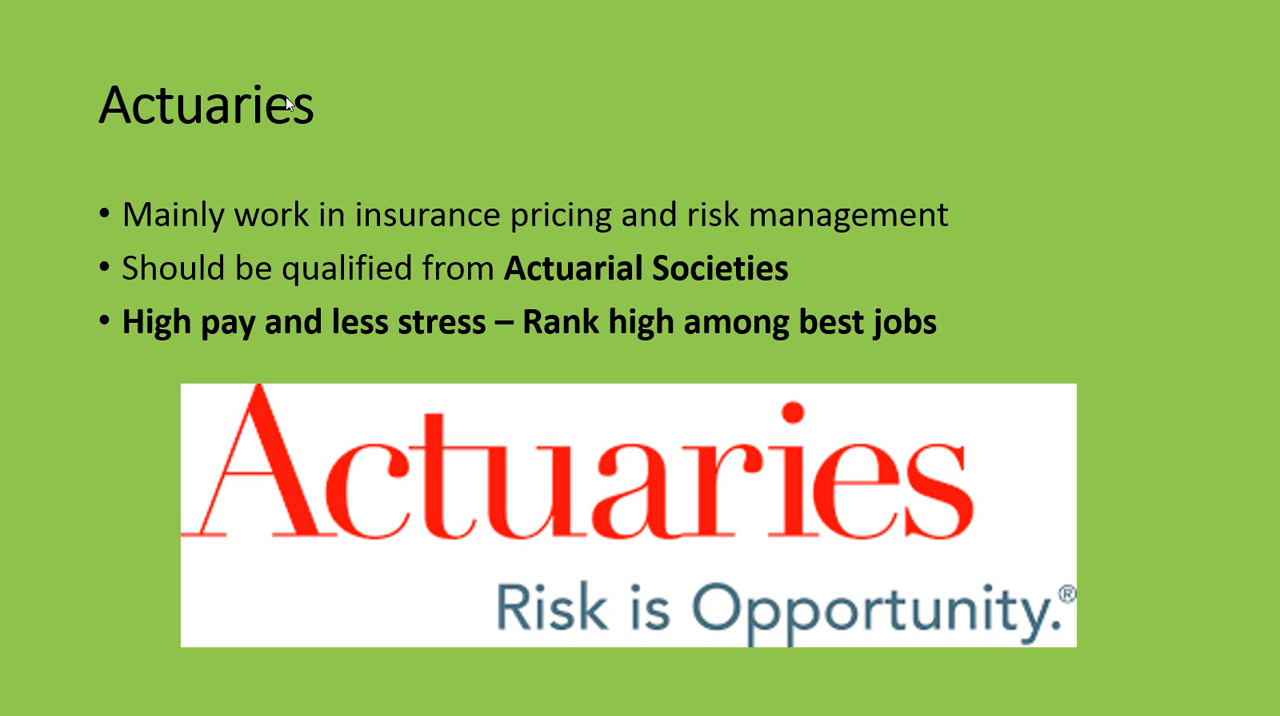 Actuaries
• Mainly work in insurance pricing and risk management
• Should be qualified from Actuarial Societies
• High pay and less stress – Rank high among best jobs
Actuaries
Risk is Opportunity.®